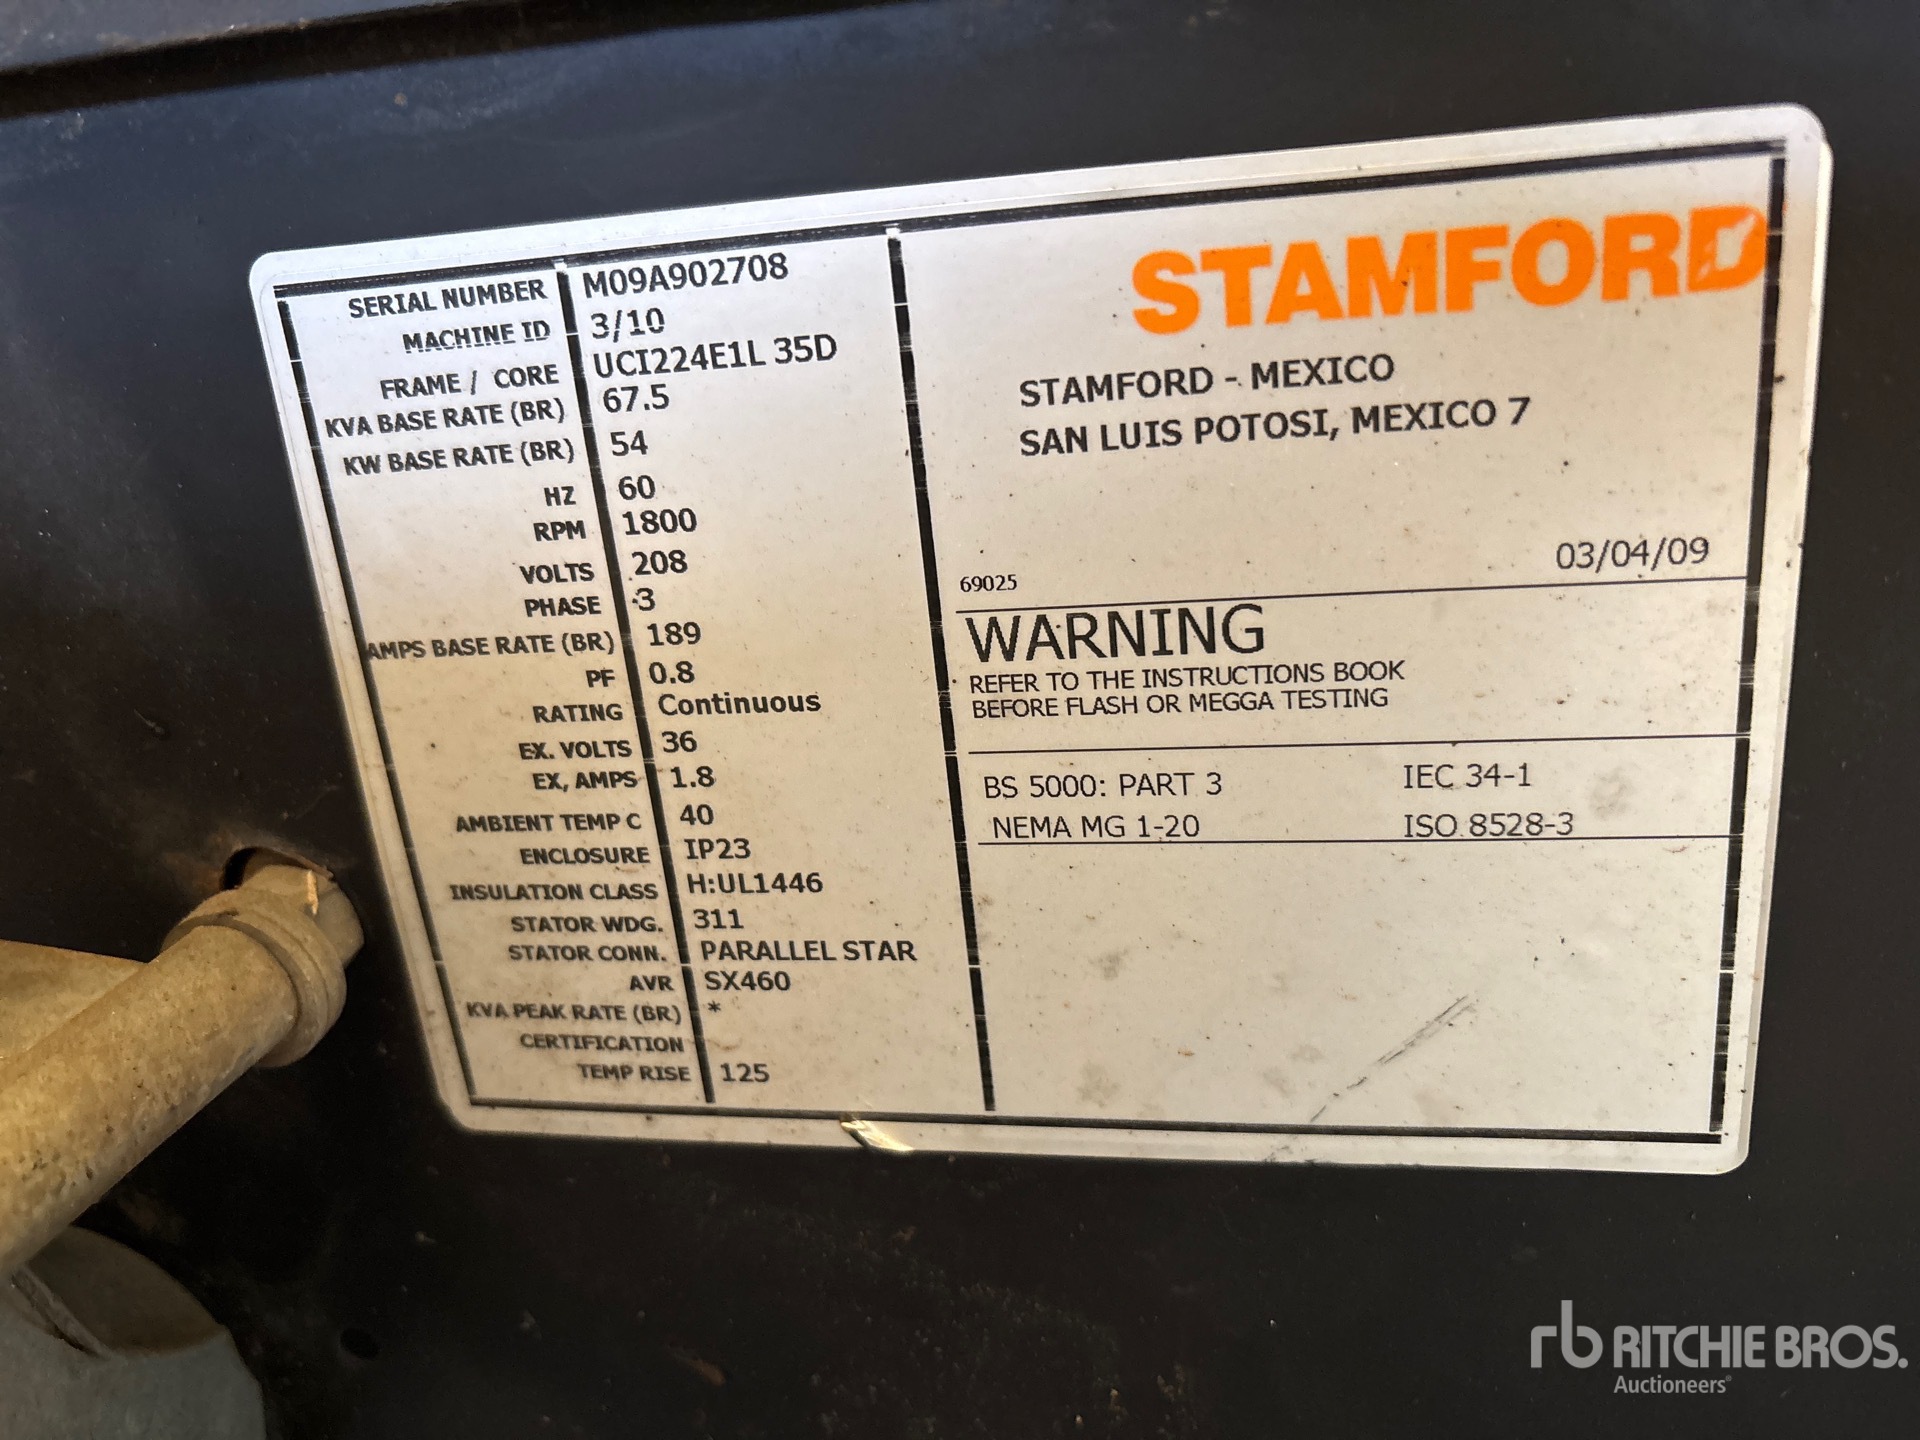 SERIAL NUMBER M09A902708
MACHINE ID 3/10
FRAME / CORE UCI224E1L 35D
KVA BASE RATE (BR) 67.5
KW BASE RATE (BR) 54
HZ 60
RPM 1800
VOLTS 208
PHASE 3
AMPS BASE RATE (BR) 189
PF 0.8
RATING Continuous
EX. VOLTS 36
EX, AMPS 1.8
AMBIENT TEMP C 40
ENCLOSURE IP23
INSULATION CLASS H:UL1446
STATOR WDG. 311
STATOR CONN. PARALLEL STAR
AVR SX460
KVA PEAK RATE (BR) *
CERTIFICATION
TEMP RISE 125
STAMFORD
STAMFORD - MEXICO
SAN LUIS POTOSI, MEXICO 7
69025 03/04/09
WARNING
REFER TO THE INSTRUCTIONS BOOK
BEFORE FLASH OR MEGGA TESTING
BS 5000: PART 3 IEC 34-1
NEMA MG 1-20 ISO 8528-3
rb RITCHIE BROS.
Auctioneers®